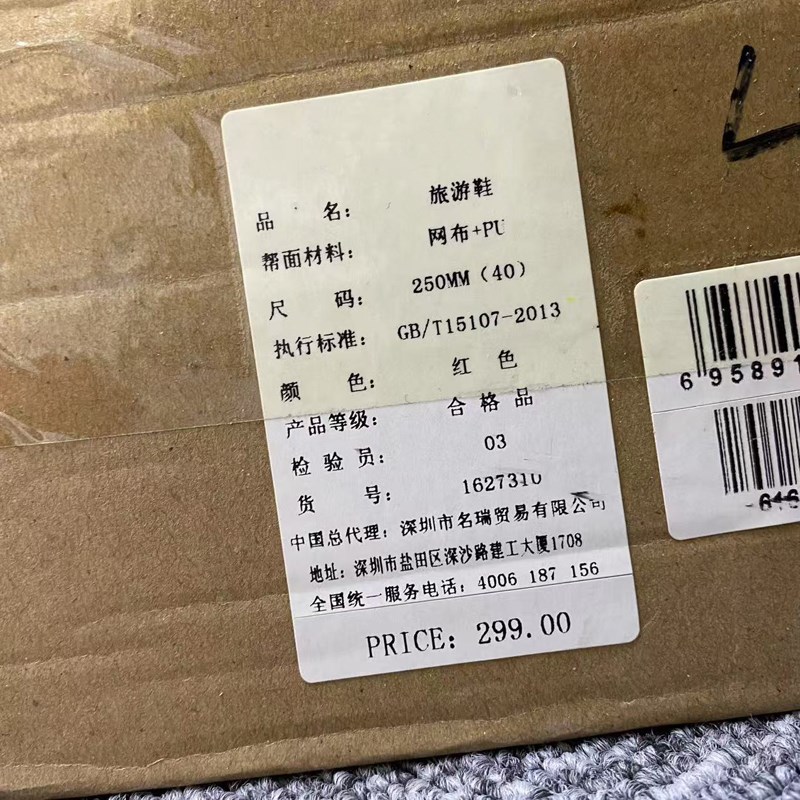 品 名: 旅游鞋
帮面材料: 网布+PU
尺 码: 250MM (40)
执行标准: GB/T15107-2013
颜 色: 红 色
产品等级: 合 格 品
检 验 员: 03
货 号: 1627310
中国总代理: 深圳市名瑞贸易有限公司
地址: 深圳市盐田区深沙路建工大厦1708
全国统一服务电话: 4006 187 156
PRICE: 299.00
6 95891
616